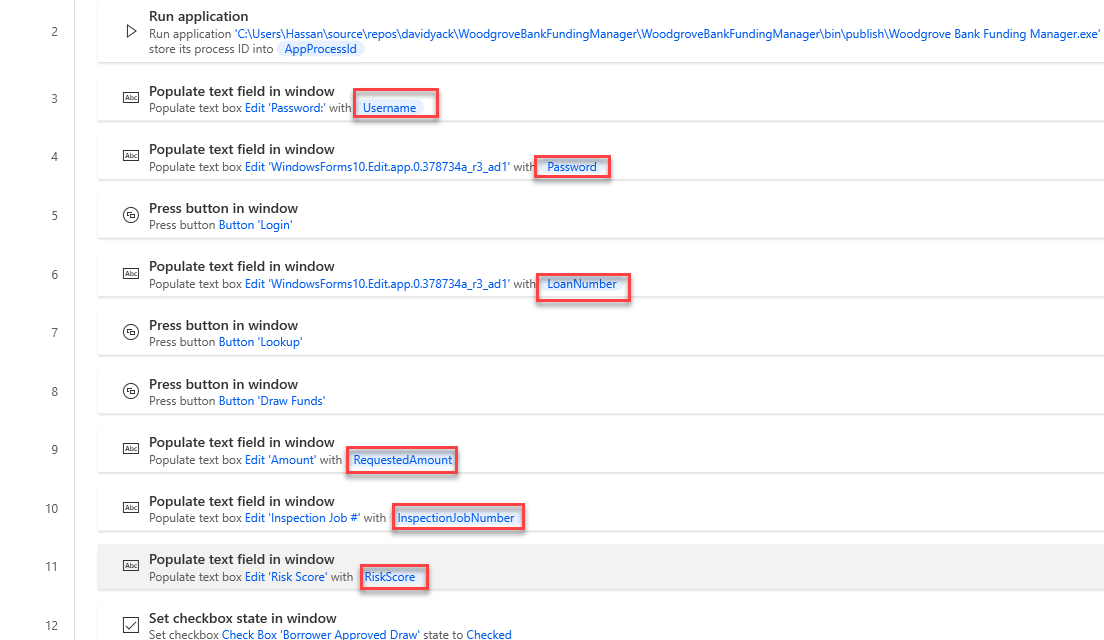 2
Run application
Run application 'C:\Users\Hassan\source\repos\davidyack\WoodgroveBankFundingManager\WoodgroveBankFundingManager\bin\publish\Woodgrove Bank Funding Manager.exe'
store its process ID into AppProcessId
3
Abc
Populate text field in window
Populate text box Edit 'Password:' with Username
4
Abc
Populate text field in window
Populate text box Edit 'WindowsForms10.Edit.app.0.378734a_r3_ad1' with Password
5
Press button in window
Press button Button 'Login'
6
Abc
Populate text field in window
Populate text box Edit 'WindowsForms10.Edit.app.0.378734a_r3_ad1' with LoanNumber
7
Press button in window
Press button Button 'Lookup'
8
Press button in window
Press button Button 'Draw Funds'
9
Abc
Populate text field in window
Populate text box Edit 'Amount' with RequestedAmount
10
Abc
Populate text field in window
Populate text box Edit 'Inspection Job #' with InspectionJobNumber
11
Abc
Populate text field in window
Populate text box Edit 'Risk Score' with RiskScore
12
Set checkbox state in window
Set checkbox Check Box 'Borrower Approved Draw' state to Checked